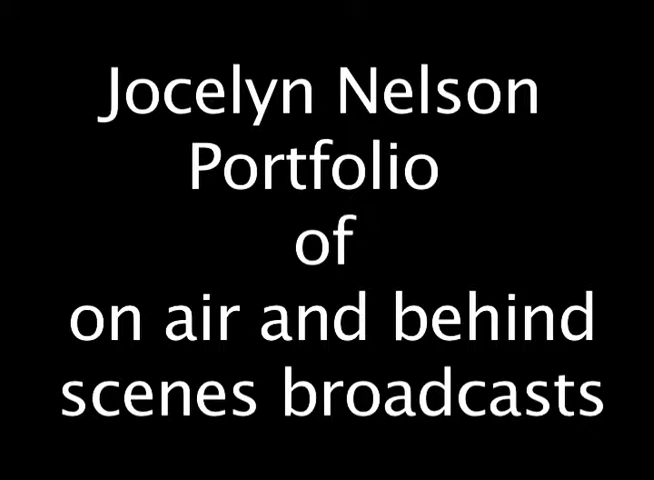 Jocelyn Nelson
Portfolio
of
on air and behind
scenes broadcasts